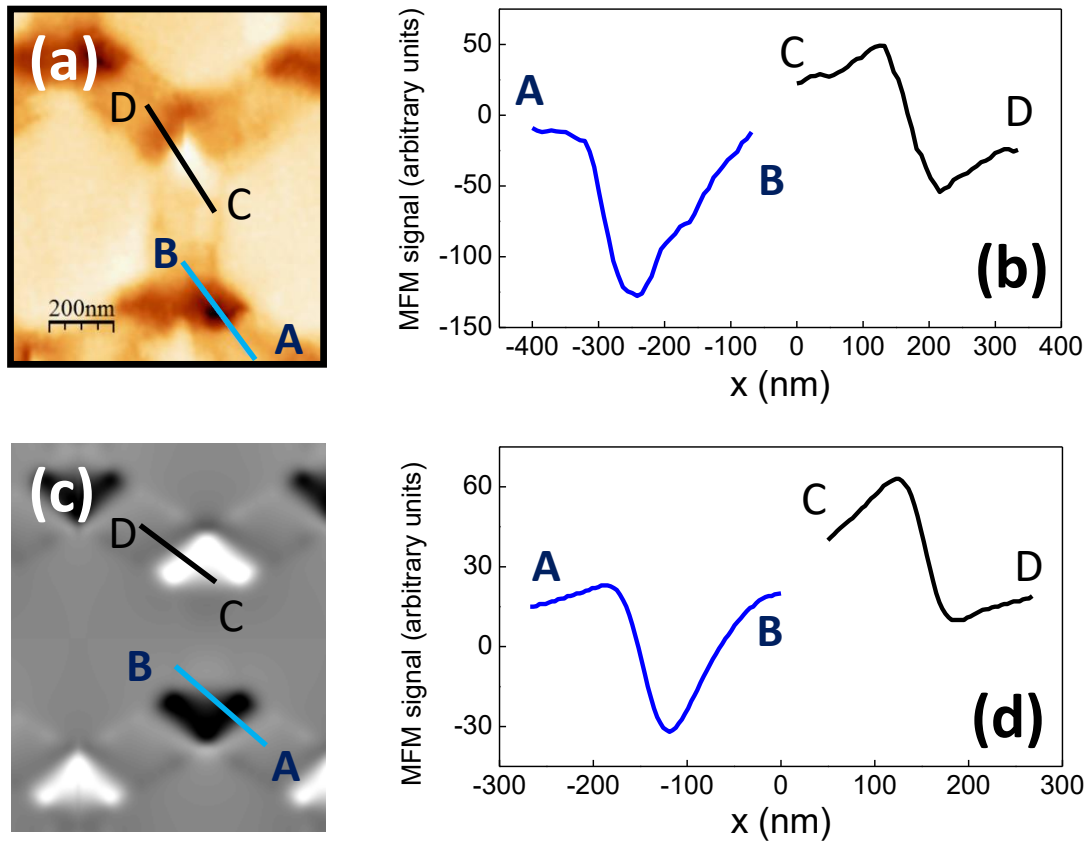 (a)
D
C
B
A
200nm
MFM signal (arbitrary units)
50
0
-50
-100
-150
A
B
C
D
(b)
-400 -300 -200 -100 0 100 200 300 400
x (nm)
(c)
D
C
B
A
MFM signal (arbitrary units)
60
30
0
-30
A
B
C
D
(d)
-300 -200 -100 0 100 200 300
x (nm)